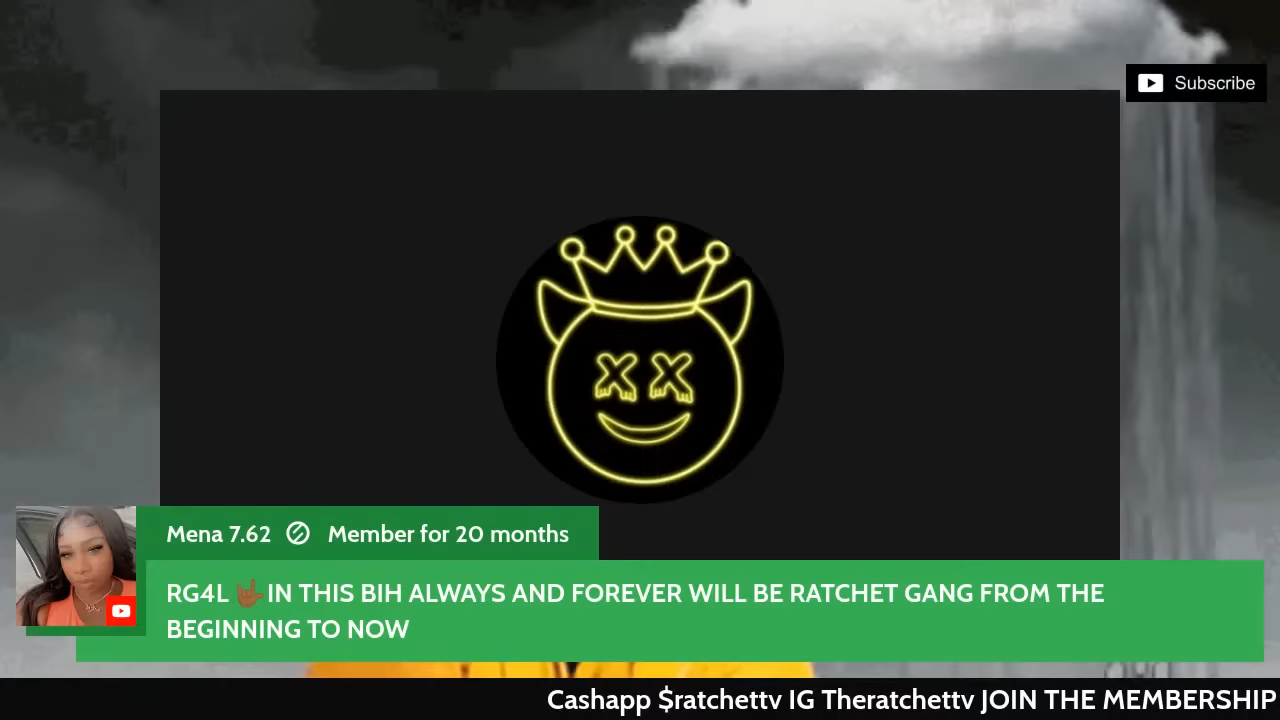 Subscribe
Mena 7.62 Member for 20 months
RG4L 🤟🏾IN THIS BIH ALWAYS AND FOREVER WILL BE RATCHET GANG FROM THE
BEGINNING TO NOW
Cashapp $ratchettv IG Theratchettv JOIN THE MEMBERSHIP